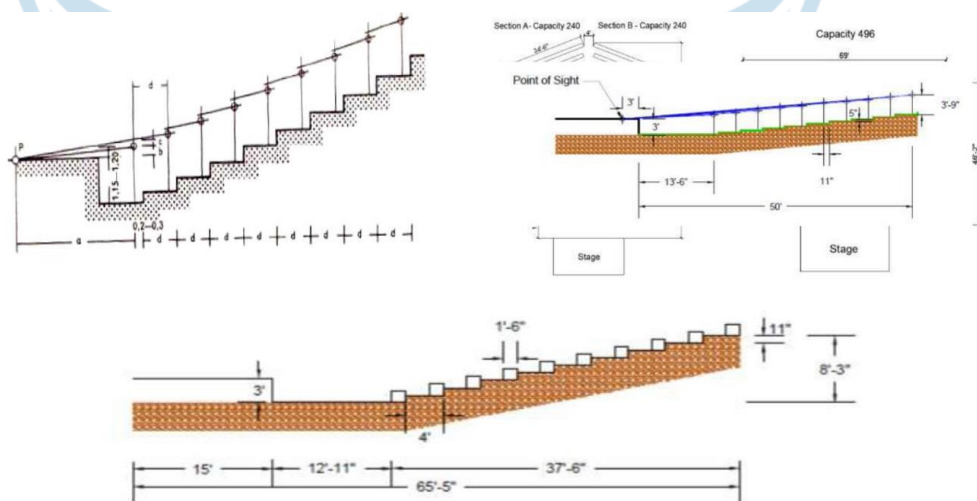 P
d
c
b
1,15—1,20
0,2—0,3
a
d
d
d
d
d
d
d
d
Section A- Capacity 240
Section B - Capacity 240
4'
Capacity 496
69'
Point of Sight
3'
3'
5"
3'-9"
13'-6"
11"
50'
Stage
Stage
1'-6"
11"
8'-3"
3'
4'
15'
12'-11"
37'-6"
65'-5"